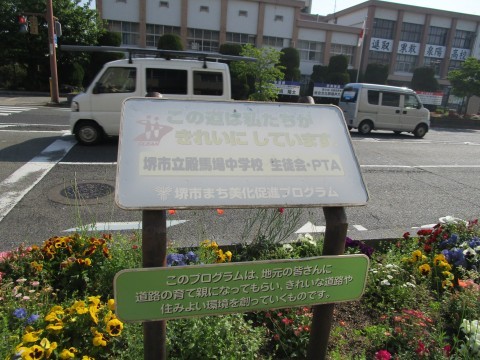 この道は私たちが
きれいに しています
堺市立殿馬場中学校 生徒会・PTA
堺市まち美化促進プログラム
このプログラムは、地元の皆さんに
道路の育て親になってもらい、きれいな道路や
住みよい環境を創っていくものです。